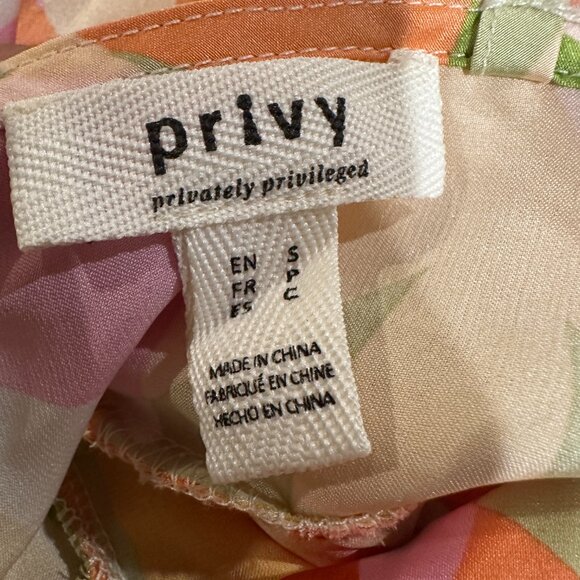 privy
privately privileged
EN S
FR P
ES C
MADE IN CHINA
FABRIQUÉ EN CHINE
HECHO EN CHINA